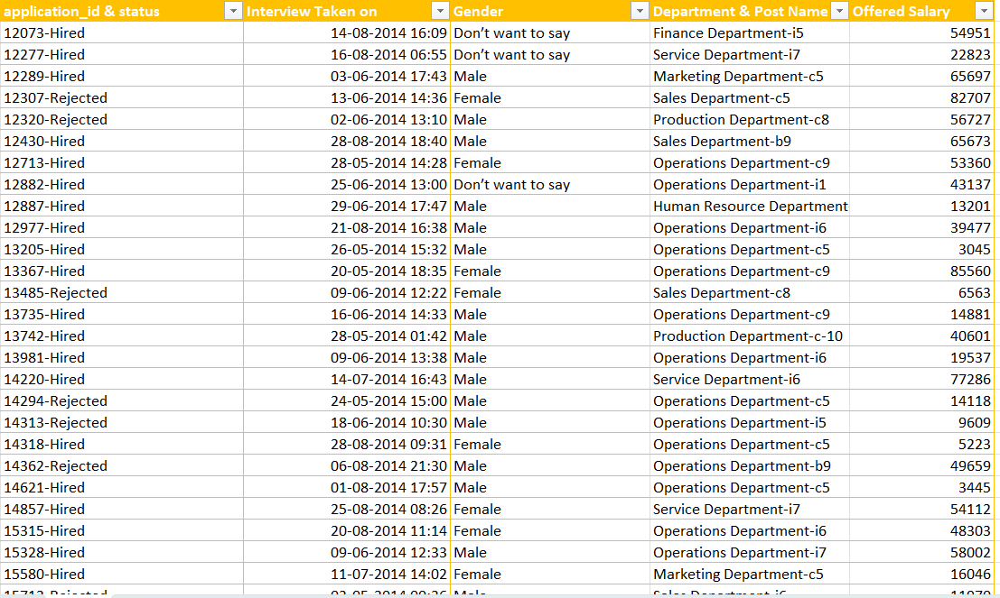 application_id & status Interview Taken on Gender Department & Post Name Offered Salary
12073-Hired 14-08-2014 16:09 Don’t want to say Finance Department-i5 54951
12277-Hired 16-08-2014 06:55 Don’t want to say Service Department-i7 22823
12289-Hired 03-06-2014 17:43 Male Marketing Department-c5 65697
12307-Rejected 13-06-2014 14:36 Female Sales Department-c5 82707
12320-Rejected 02-06-2014 13:10 Male Production Department-c8 56727
12430-Hired 28-08-2014 18:40 Male Sales Department-b9 65673
12713-Hired 28-05-2014 14:28 Female Operations Department-c9 53360
12882-Hired 25-06-2014 13:00 Don’t want to say Operations Department-i1 43137
12887-Hired 29-06-2014 17:47 Male Human Resource Department 13201
12977-Hired 21-08-2014 16:38 Male Operations Department-i6 39477
13205-Hired 26-05-2014 15:32 Male Operations Department-c5 3045
13367-Hired 20-05-2014 18:35 Female Operations Department-c9 85560
13485-Rejected 09-06-2014 12:22 Female Sales Department-c8 6563
13735-Hired 16-06-2014 14:33 Male Operations Department-c9 14881
13742-Hired 28-05-2014 01:42 Male Production Department-c-10 40601
13981-Hired 09-06-2014 13:38 Male Operations Department-i6 19537
14220-Hired 14-07-2014 16:43 Male Service Department-i6 77286
14294-Rejected 24-05-2014 15:00 Male Operations Department-c5 14118
14313-Rejected 18-06-2014 10:30 Male Operations Department-i5 9609
14318-Hired 28-08-2014 09:31 Female Operations Department-c5 5223
14362-Rejected 06-08-2014 21:30 Male Operations Department-b9 49659
14621-Hired 01-08-2014 17:57 Male Operations Department-c5 3445
14857-Hired 25-08-2014 08:26 Female Service Department-i7 54112
15315-Hired 20-08-2014 11:14 Female Operations Department-i6 48303
15328-Hired 09-06-2014 12:33 Male Operations Department-i7 58002
15580-Hired 11-07-2014 14:02 Female Marketing Department-c5 16046